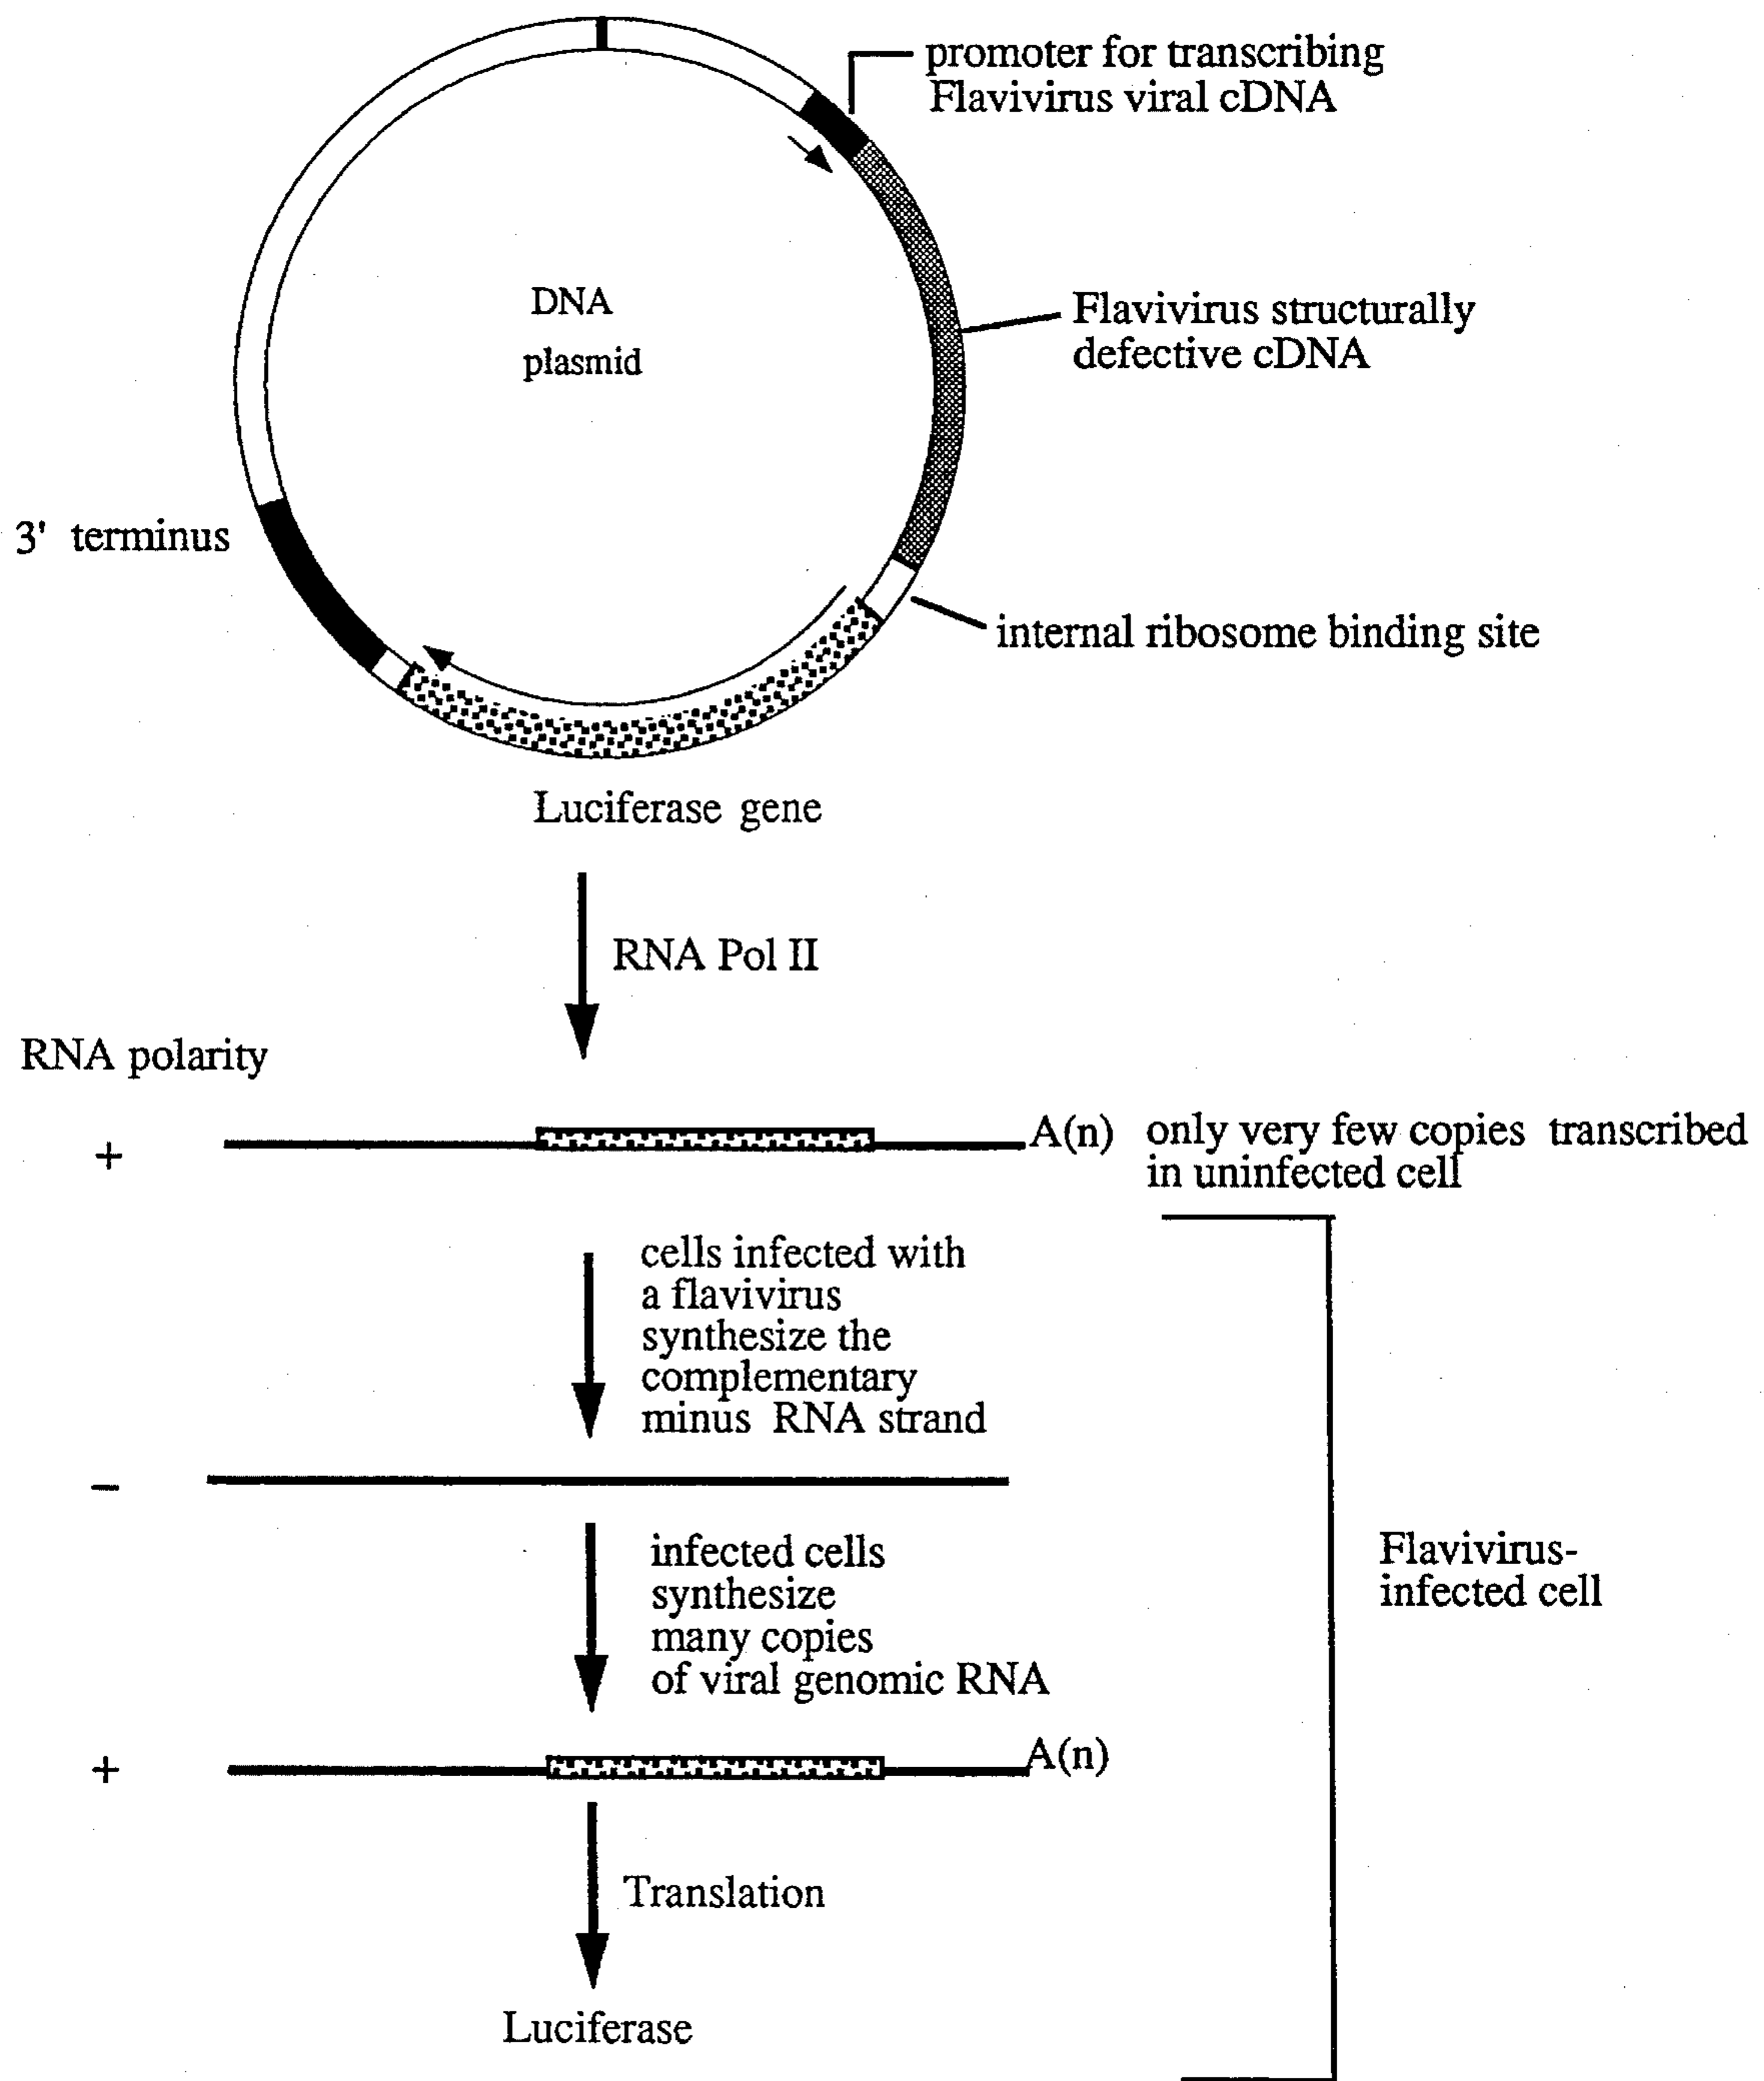 promoter for transcribing
Flavivirus viral cDNA
DNA
plasmid
Flavivirus structurally
defective cDNA
3' terminus
internal ribosome binding site
Luciferase gene
RNA Pol II
RNA polarity
+
A(n) only very few copies transcribed
in uninfected cell
cells infected with
a flavivirus
synthesize the
complementary
minus RNA strand
−
infected cells
synthesize
many copies
of viral genomic RNA
Flavivirus-
infected cell
+
A(n)
Translation
Luciferase